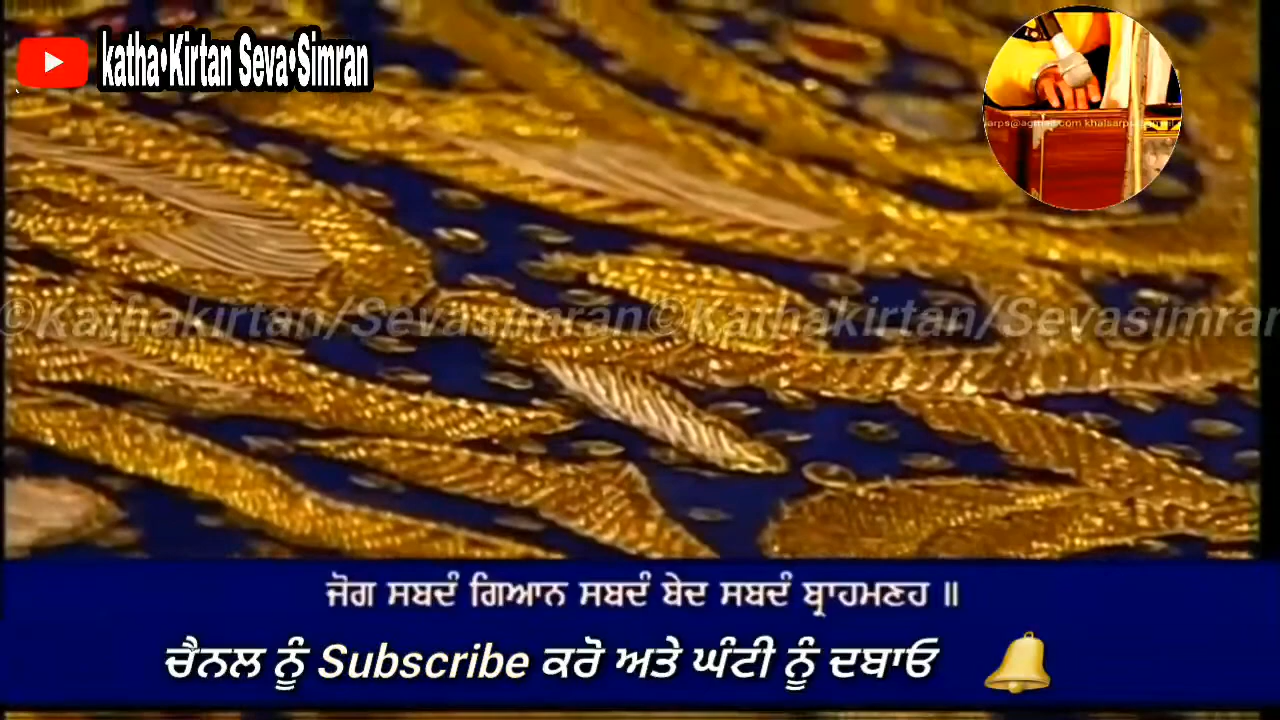 katha•Kirtan Seva•Simran
©Kathakirtan/Sevasimran©Kathakirtan/Sevasimran
ਜੋਗ ਸਬਦੰ ਗਿਆਨ ਸਬਦੰ ਬੇਦ ਸਬਦੰ ਬ੍ਰਾਹਮਣਹ ॥
ਚੈਨਲ ਨੂੰ Subscribe ਕਰੋ ਅਤੇ ਘੰਟੀ ਨੂੰ ਦਬਾਓ